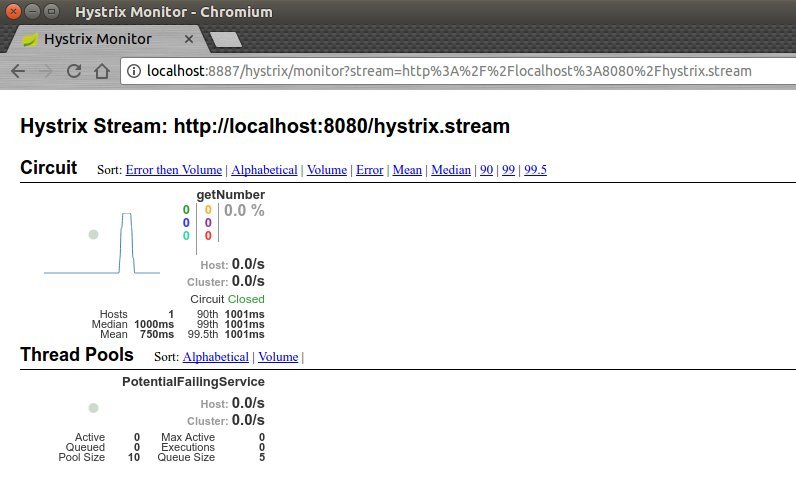 Hystrix Monitor - Chromium
Hystrix Monitor
localhost:8887/hystrix/monitor?stream=http%3A%2F%2Flocalhost%3A8080%2Fhystrix.stream
Hystrix Stream: http://localhost:8080/hystrix.stream
Circuit Sort: Error then Volume | Alphabetical | Volume | Error | Mean | Median | 90 | 99 | 99.5
getNumber
0 0 0.0 %
0 0
0 0
Host: 0.0/s
Cluster: 0.0/s
Circuit Closed
Hosts 1 90th 1001ms
Median 1000ms 99th 1001ms
Mean 750ms 99.5th 1001ms
Thread Pools Sort: Alphabetical | Volume |
PotentialFailingService
Host: 0.0/s
Cluster: 0.0/s
Active 0 Max Active 0
Queued 0 Executions 0
Pool Size 10 Queue Size 5